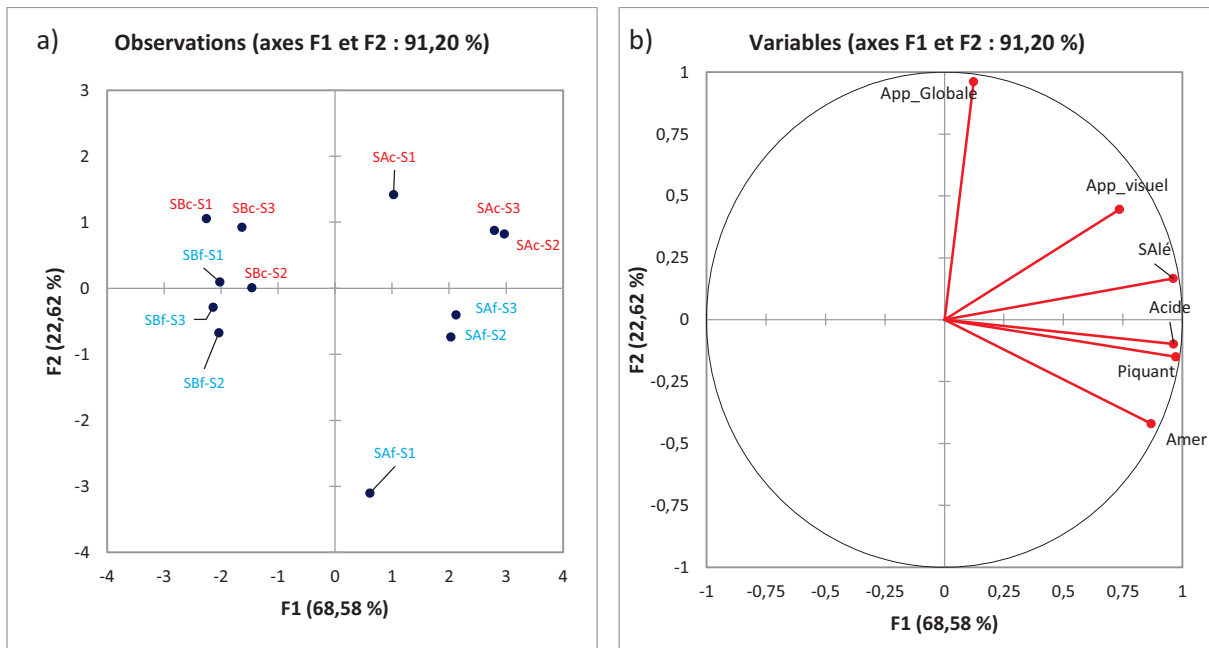 a)
Observations (axes F1 et F2 : 91,20 %)
3
2
1
0
-1
-2
-3
-4
F2 (22,62 %)
SAc-S1
SBc-S1
SBc-S3
SAc-S3
SAc-S2
SBf-S1
SBc-S2
SBf-S3
SAf-S3
SAf-S2
SBf-S2
SAf-S1
-4
-3
-2
-1
0
1
2
3
4
F1 (68,58 %)
b)
Variables (axes F1 et F2 : 91,20 %)
1
0,75
0,5
0,25
0
-0,25
-0,5
-0,75
-1
F2 (22,62 %)
App_Globale
App_visuel
SAlé
Acide
Piquant
Amer
-1
-0,75
-0,5
-0,25
0
0,25
0,5
0,75
1
F1 (68,58 %)